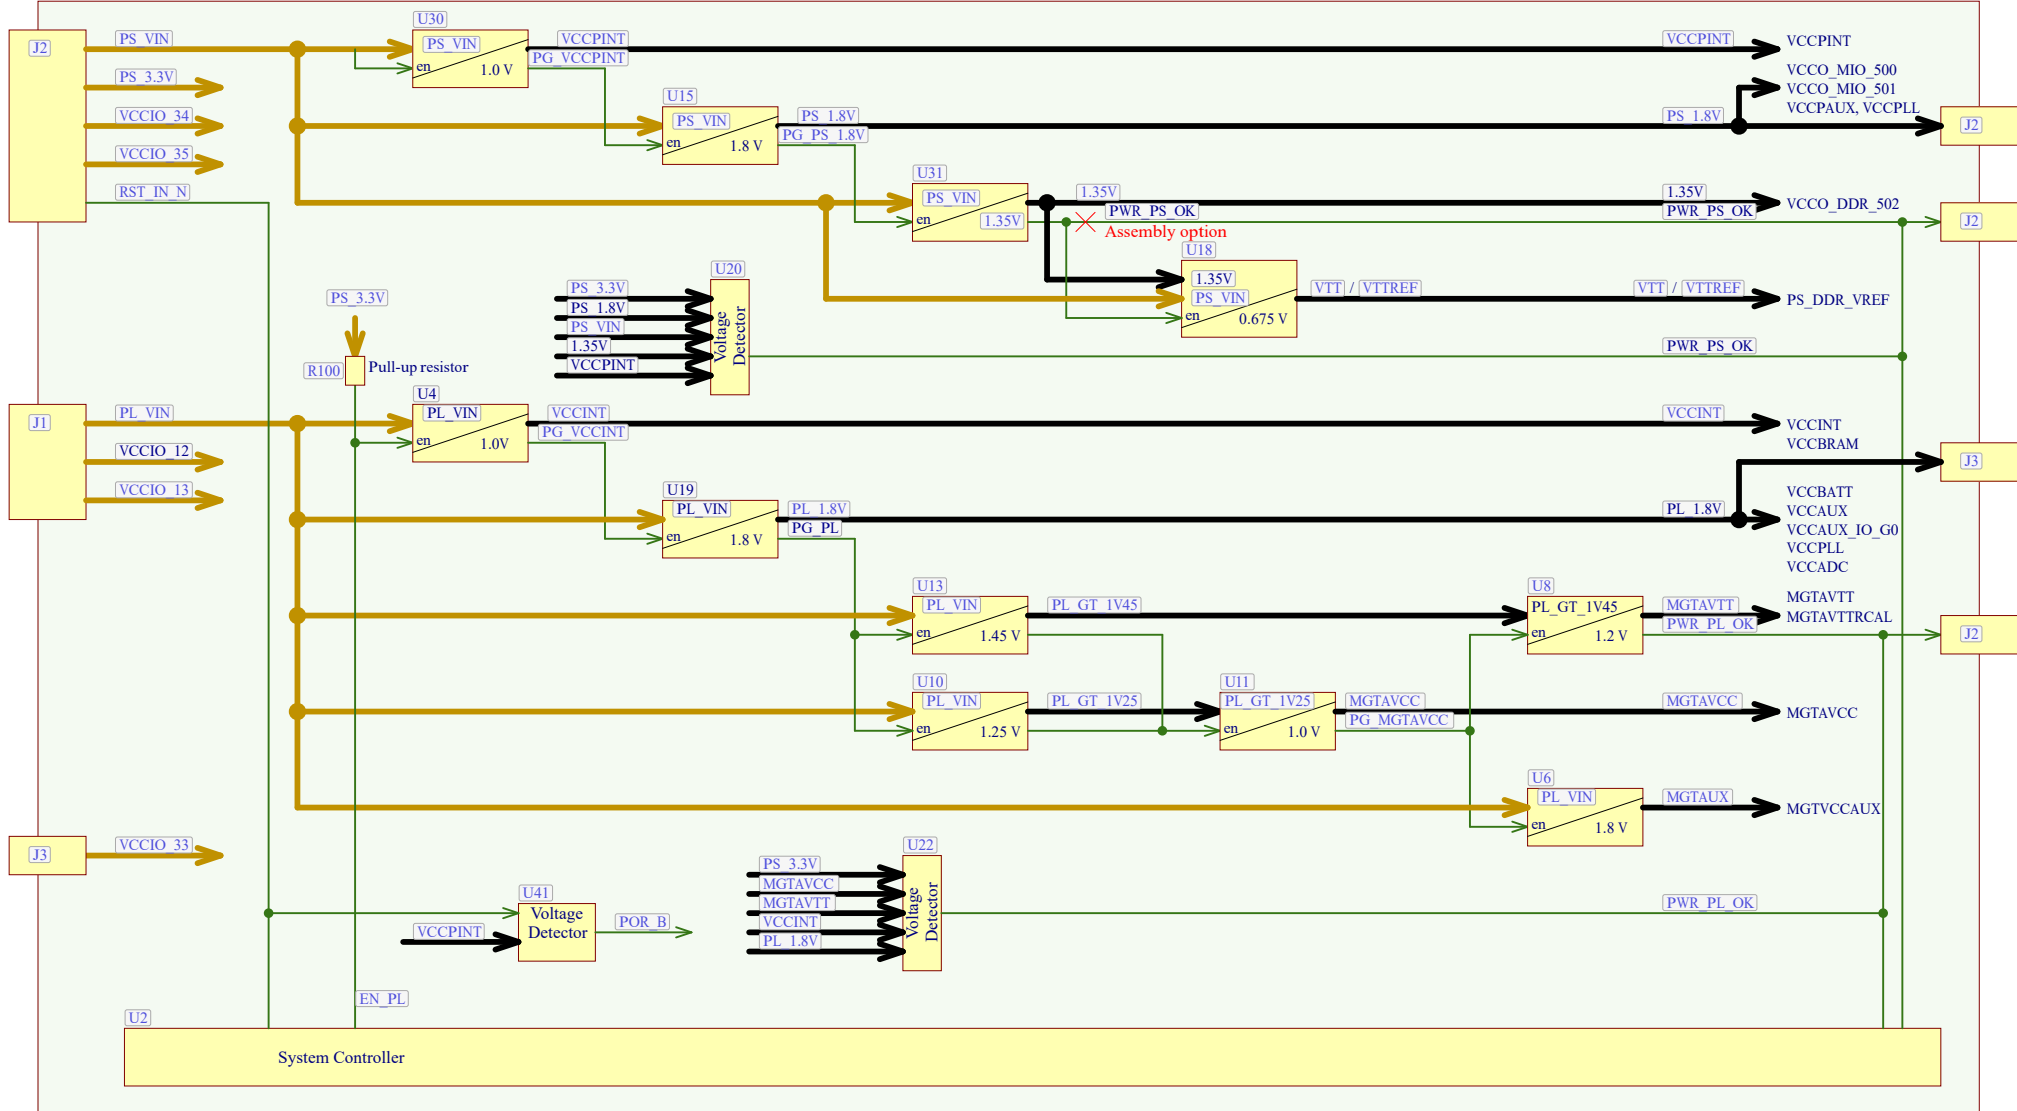 U30
J2
PS_VIN
PS_VIN
VCCPINT
VCCPINT
VCCPINT
en
1.0 V
PG_VCCPINT
PS_3.3V
VCCO_MIO_500
VCCO_MIO_501
VCCPAUX, VCCPLL
U15
VCCIO_34
PS_VIN
PS_1.8V
PS_1.8V
J2
en
1.8 V
PG_PS_1.8V
VCCIO_35
U31
RST_IN_N
PS_VIN
1.35V
1.35V
VCCO_DDR_502
en
1.35V
PWR_PS_OK
PWR_PS_OK
J2
Assembly option
U18
U20
1.35V
PS_3.3V
PS_3.3V
PS_VIN
VTT / VTTREF
VTT / VTTREF
PS_DDR_VREF
PS_1.8V
en
0.675 V
PS_VIN
1.35V
VCCPINT
Voltage
Detector
PWR_PS_OK
R100
Pull-up resistor
U4
J1
PL_VIN
PL_VIN
VCCINT
VCCINT
VCCINT
VCCBRAM
en
1.0V
PG_VCCINT
VCCIO_12
J3
VCCIO_13
U19
PL_VIN
PL_1.8V
PL_1.8V
VCCBATT
VCCAUX
VCCAUX_IO_G0
VCCPLL
VCCADC
en
1.8 V
PG_PL
U13
U8
PL_VIN
PL_GT_1V45
PL_GT_1V45
MGTAVTT
MGTAVTT
MGTAVTTRCAL
en
1.45 V
en
1.2 V
PWR_PL_OK
J2
U10
U11
PL_VIN
PL_GT_1V25
PL_GT_1V25
MGTAVCC
MGTAVCC
MGTAVCC
en
1.25 V
en
1.0 V
PG_MGTAVCC
U6
PL_VIN
MGTAUX
MGTVCCAUX
en
1.8 V
J3
VCCIO_33
U22
PS_3.3V
MGTAVCC
MGTAVTT
VCCINT
PL_1.8V
Voltage
Detector
PWR_PL_OK
U41
Voltage
Detector
VCCPINT
POR_B
EN_PL
U2
System Controller